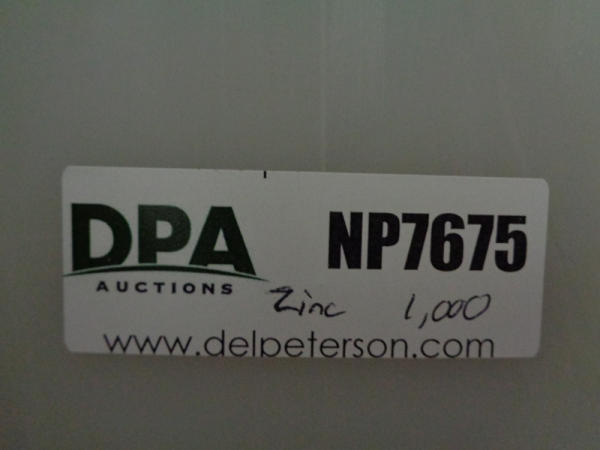 DPA NP7675
AUCTIONS
Zinc 1,000
www.delpeterson.com